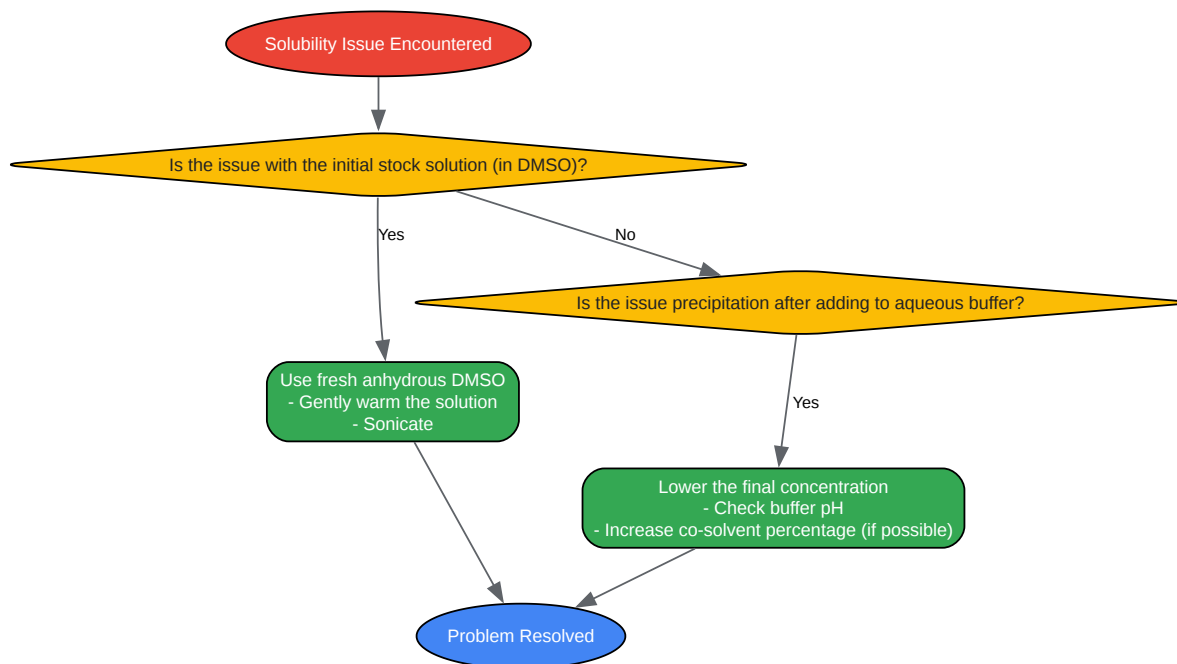 Solubility Issue Encountered
Is the issue with the initial stock solution (in DMSO)?
Yes
No
Is the issue precipitation after adding to aqueous buffer?
Use fresh anhydrous DMSO
- Gently warm the solution
- Sonicate
Yes
Lower the final concentration
- Check buffer pH
- Increase co-solvent percentage (if possible)
Problem Resolved